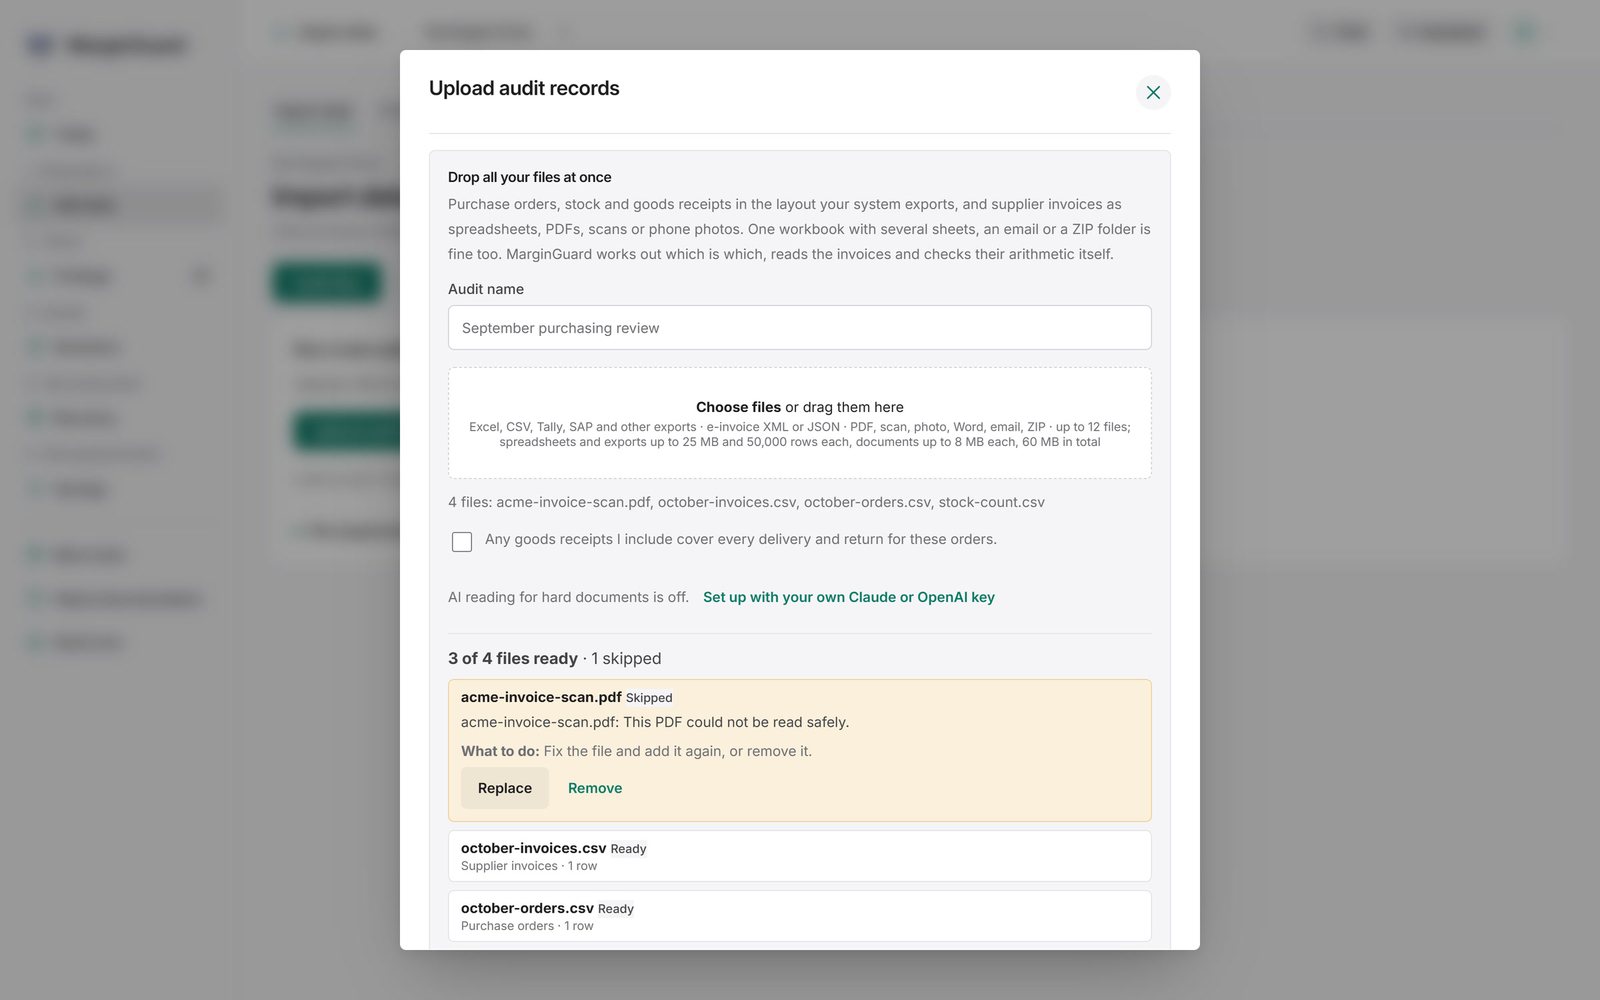 Upload audit records
Drop all your files at once
Purchase orders, stock and goods receipts in the layout your system exports, and supplier invoices as
spreadsheets, PDFs, scans or phone photos. One workbook with several sheets, an email or a ZIP folder is
fine too. MarginGuard works out which is which, reads the invoices and checks their arithmetic itself.
Audit name
September purchasing review
Choose files or drag them here
Excel, CSV, Tally, SAP and other exports · e-invoice XML or JSON · PDF, scan, photo, Word, email, ZIP · up to 12 files;
spreadsheets and exports up to 25 MB and 50,000 rows each, documents up to 8 MB each, 60 MB in total
4 files: acme-invoice-scan.pdf, october-invoices.csv, october-orders.csv, stock-count.csv
Any goods receipts I include cover every delivery and return for these orders.
AI reading for hard documents is off. Set up with your own Claude or OpenAI key
3 of 4 files ready · 1 skipped
acme-invoice-scan.pdf Skipped
acme-invoice-scan.pdf: This PDF could not be read safely.
What to do: Fix the file and add it again, or remove it.
Replace Remove
october-invoices.csv Ready
Supplier invoices · 1 row
october-orders.csv Ready
Purchase orders · 1 row